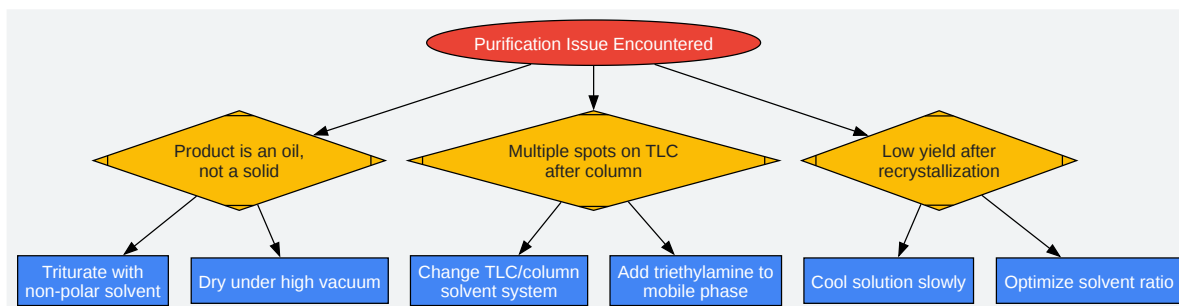 Purification Issue Encountered
Product is an oil,
not a solid
Multiple spots on TLC
after column
Low yield after
recrystallization
Triturate with
non-polar solvent
Dry under high vacuum
Change TLC/column
solvent system
Add triethylamine to
mobile phase
Cool solution slowly
Optimize solvent ratio